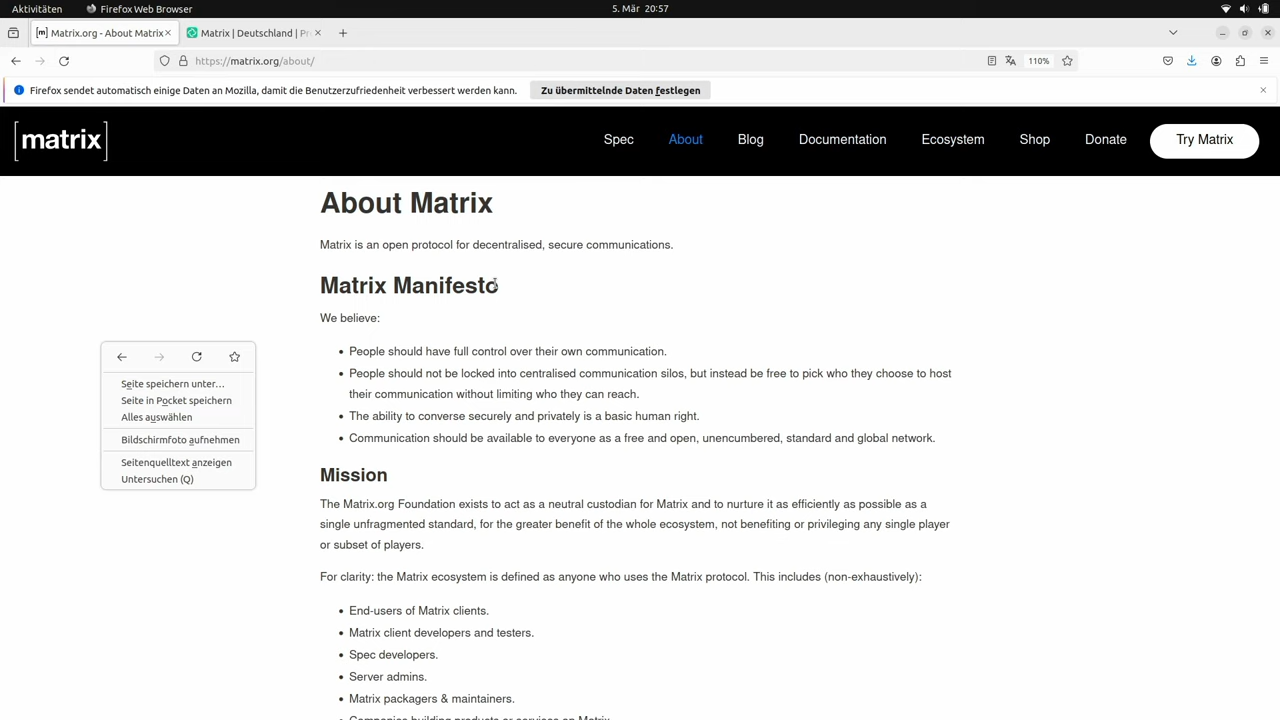 Aktivitäten Firefox Web Browser 5. Mär 20:57
[m] Matrix.org - About Matrix Matrix | Deutschland | Pr
https://matrix.org/about/ 110%
Firefox sendet automatisch einige Daten an Mozilla, damit die Benutzerzufriedenheit verbessert werden kann. Zu übermittelnde Daten festlegen
[matrix] Spec About Blog Documentation Ecosystem Shop Donate Try Matrix
About Matrix
Matrix is an open protocol for decentralised, secure communications.
Matrix Manifesto
We believe:
• People should have full control over their own communication.
• People should not be locked into centralised communication silos, but instead be free to pick who they choose to host
their communication without limiting who they can reach.
• The ability to converse securely and privately is a basic human right.
• Communication should be available to everyone as a free and open, unencumbered, standard and global network.
Seite speichern unter...
Seite in Pocket speichern
Alles auswählen
Bildschirmfoto aufnehmen
Seitenquelltext anzeigen
Untersuchen (Q)
Mission
The Matrix.org Foundation exists to act as a neutral custodian for Matrix and to nurture it as efficiently as possible as a
single unfragmented standard, for the greater benefit of the whole ecosystem, not benefiting or privileging any single player
or subset of players.
For clarity: the Matrix ecosystem is defined as anyone who uses the Matrix protocol. This includes (non-exhaustively):
• End-users of Matrix clients.
• Matrix client developers and testers.
• Spec developers.
• Server admins.
• Matrix packagers & maintainers.
• Companies building products or services on Matrix.